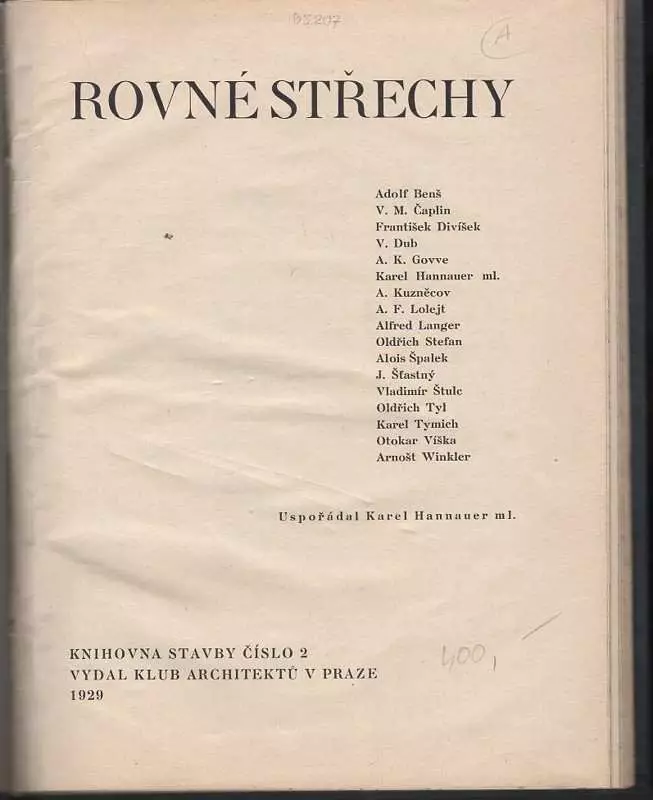 ROVNÉ STŘECHY
Adolf Benš
V. M. Čaplin
František Divíšek
V. Dub
A. K. Govve
Karel Hannauer ml.
A. Kuzněcov
A. F. Lolejt
Alfred Langer
Oldřich Stefan
Alois Špalek
J. Šťastný
Vladimír Štulc
Oldřich Tyl
Karel Tymich
Otokar Víška
Arnošt Winkler
Uspořádal Karel Hannauer ml.
KNIHOVNA STAVBY ČÍSLO 2
VYDAL KLUB ARCHITEKTŮ V PRAZE
1929
400,